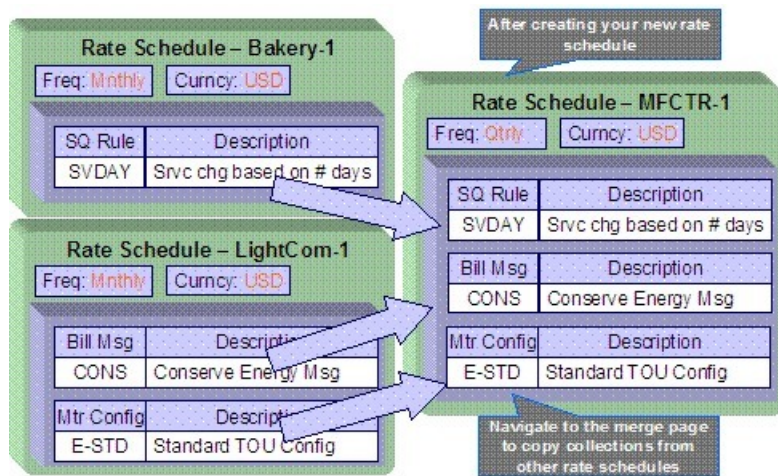 Rate Schedule – Bakery-1
Freq: Mnthly Curncy: USD
SQ Rule Description
SVDAY Srvc chg based on # days
Rate Schedule – LightCom-1
Freq: Mnthly Curncy: USD
Bill Msg Description
CONS Conserve Energy Msg
Mtr Config Description
E-STD Standard TOU Config
After creating your new rate
schedule
Rate Schedule – MFCTR-1
Freq: Qtrly Curncy: USD
SQ Rule Description
SVDAY Srvc chg based on # days
Bill Msg Description
CONS Conserve Energy Msg
Mtr Config Description
E-STD Standard TOU Config
Navigate to the merge page
to copy collections from
other rate schedules